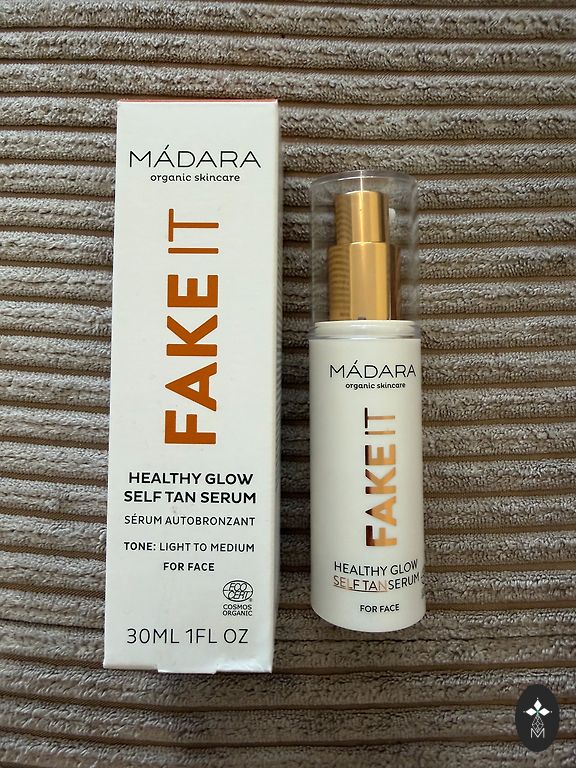 MÁDARA
organic skincare
FAKE IT
HEALTHY GLOW
SELF TAN SERUM
SÉRUM AUTOBRONZANT
TONE: LIGHT TO MEDIUM
FOR FACE
ECO
CERT
COSMOS
ORGANIC
30ML 1FL OZ
MÁDARA
organic skincare
FAKE IT
HEALTHY GLOW
SELF TAN SERUM
FOR FACE
M